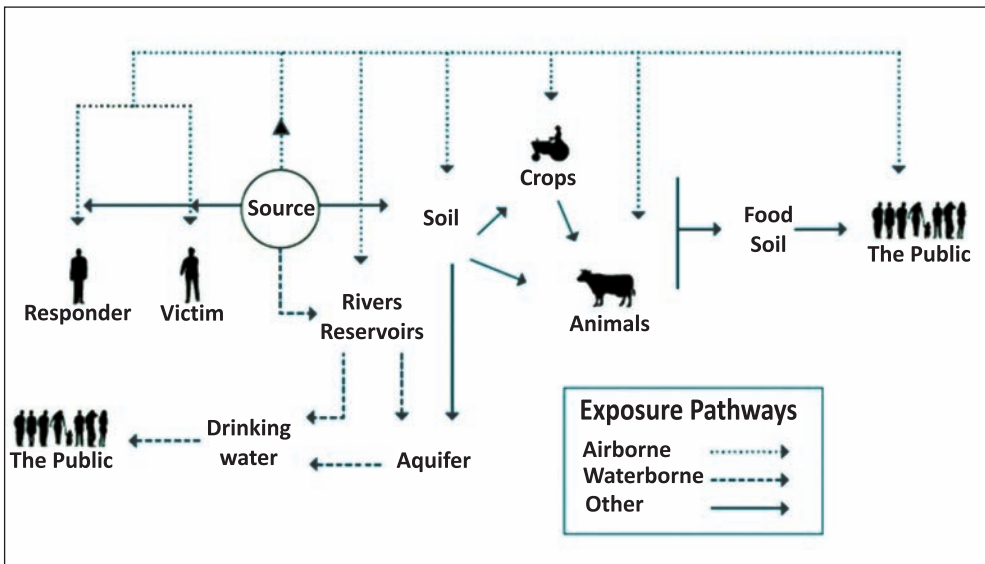 Crops
Source
Soil
Food
Soil
The Public
Responder
Victim
Rivers
Reservoirs
Animals
Drinking
water
Aquifer
The Public
Exposure Pathways
Airborne
Waterborne
Other